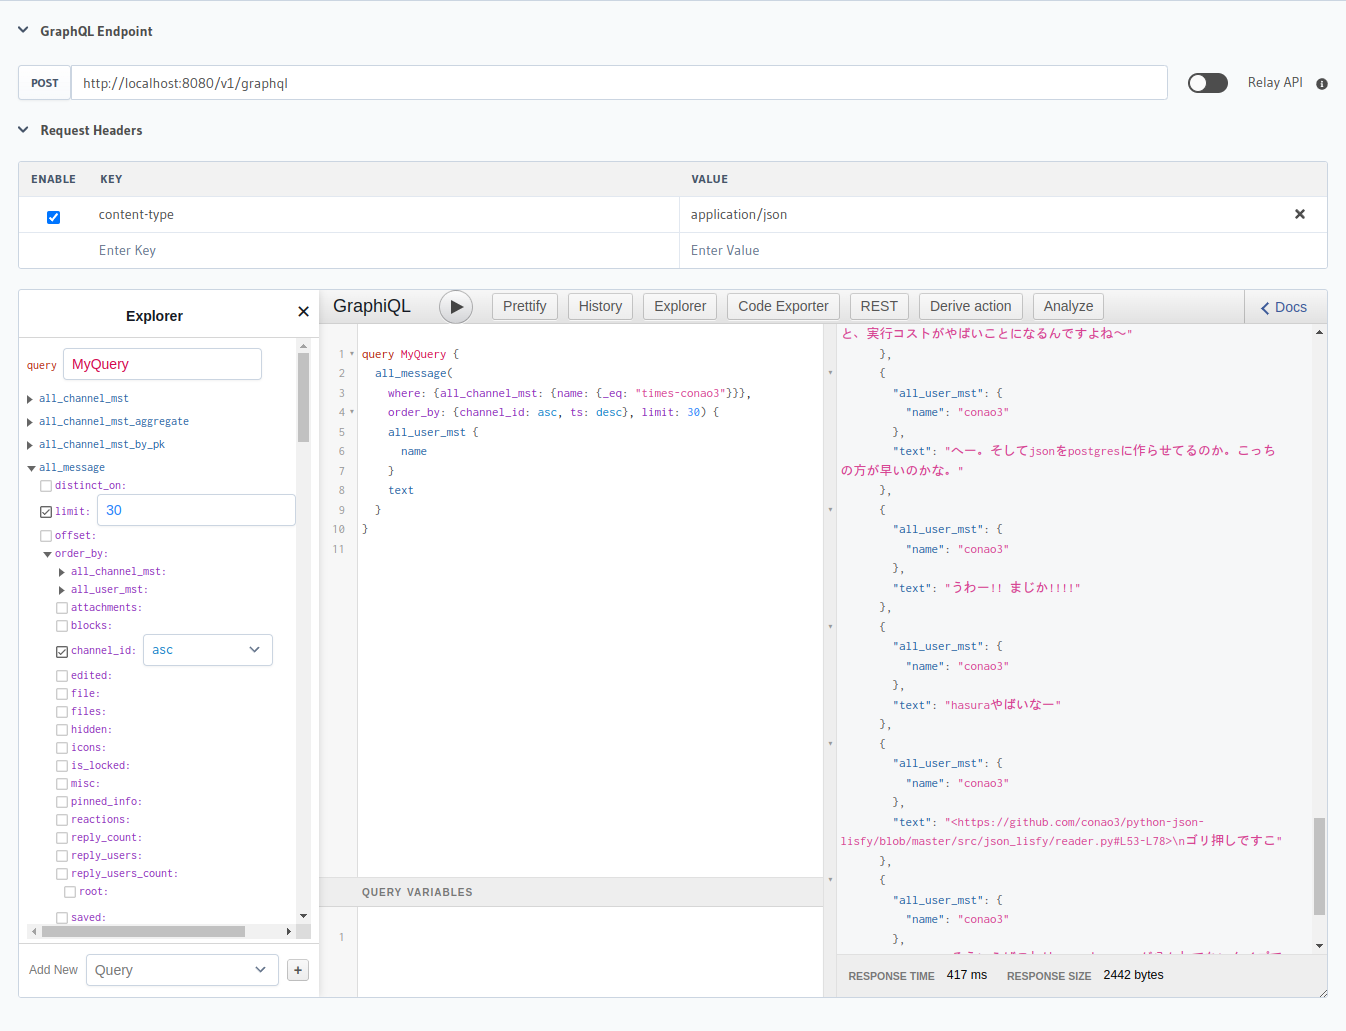 GraphQL Endpoint
POST http://localhost:8080/v1/graphql Relay API
Request Headers
ENABLE KEY VALUE
content-type application/json
Enter Key Enter Value
Explorer
query MyQuery
all_channel_mst
all_channel_mst_aggregate
all_channel_mst_by_pk
all_message
distinct_on:
limit: 30
offset:
order_by:
all_channel_mst:
all_user_mst:
attachments:
blocks:
channel_id: asc
edited:
file:
files:
hidden:
icons:
is_locked:
misc:
pinned_info:
reactions:
reply_count:
reply_users:
reply_users_count:
root:
saved:
Add New Query +
GraphiQL Prettify History Explorer Code Exporter REST Derive action Analyze Docs
1 query MyQuery {
2 all_message(
3 where: {all_channel_mst: {name: {_eq: "times-conao3"}}},
4 order_by: {channel_id: asc, ts: desc}, limit: 30) {
5 all_user_mst {
6 name
7 }
8 text
9 }
10 }
11
QUERY VARIABLES
1
と、実行コストがやばいことになるんですよね〜"
},
{
"all_user_mst": {
"name": "conao3"
},
"text": "へー。そしてjsonをpostgresに作らせてるのか。こっち
の方が早いのかな。"
},
{
"all_user_mst": {
"name": "conao3"
},
"text": "うわー!! まじか!!!!"
},
{
"all_user_mst": {
"name": "conao3"
},
"text": "hasuraやばいなー"
},
{
"all_user_mst": {
"name": "conao3"
},
"text": "<https://github.com/conao3/python-json-
lisfy/blob/master/src/json_lisfy/reader.py#L53-L78>\nゴリ押しですこ"
},
{
"all_user_mst": {
"name": "conao3"
},
RESPONSE TIME 417 ms RESPONSE SIZE 2442 bytes